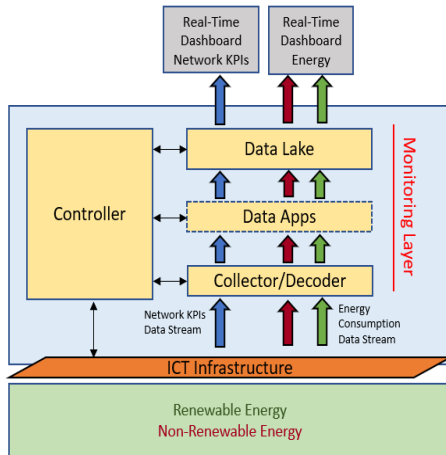 Real-Time
Dashboard
Network KPIs
Real-Time
Dashboard
Energy
Data Lake
Controller
Data Apps
Collector/Decoder
Monitoring Layer
Network KPIs
Data Stream
Energy
Consumption
Data Stream
ICT Infrastructure
Renewable Energy
Non-Renewable Energy